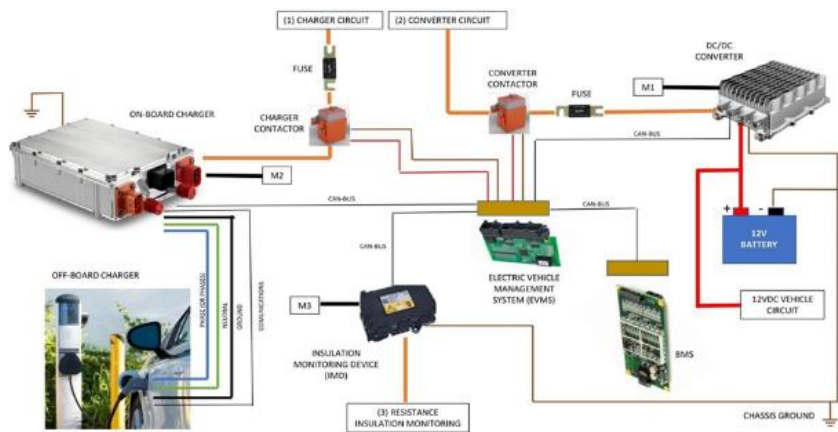 (1) CHARGER CIRCUIT
(2) CONVERTER CIRCUIT
FUSE
DC/DC
CONVERTER
CONVERTER
CONTACTOR
FUSE
M1
ON-BOARD CHARGER
CHARGER
CONTACTOR
CAN-BUS
M2
CAN-BUS
CAN-BUS
CAN-BUS
+ -
12V
BATTERY
ELECTRIC VEHICLE
MANAGEMENT
SYSTEM (EVMS)
OFF-BOARD CHARGER
PHASE (OR PHASES)
NEUTRAL
GROUND
COMUNICATIONS
M3
12VDC VEHICLE
CIRCUIT
INSULATION
MONITORING DEVICE
(IMD)
BMS
(3) RESISTANCE
INSULATION MONITORING
CHASSIS GROUND